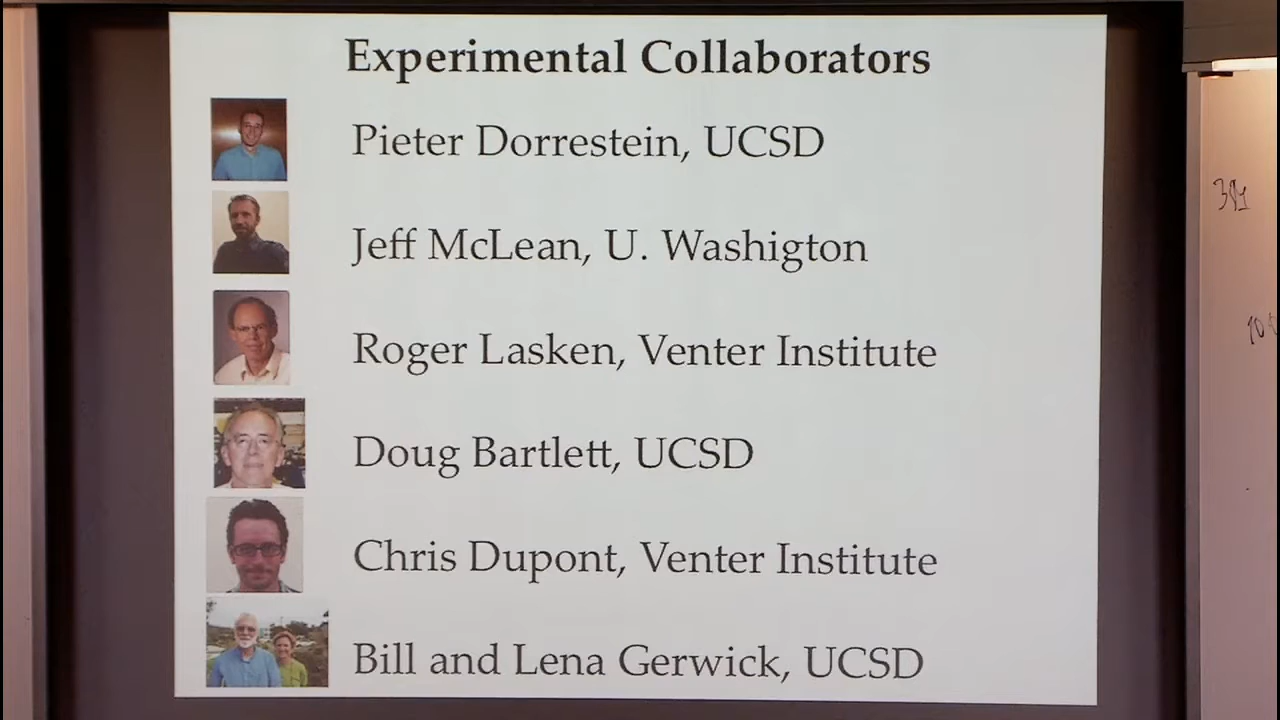 Experimental Collaborators
Pieter Dorrestein, UCSD
Jeff McLean, U. Washigton
Roger Lasken, Venter Institute
Doug Bartlett, UCSD
Chris Dupont, Venter Institute
Bill and Lena Gerwick, UCSD